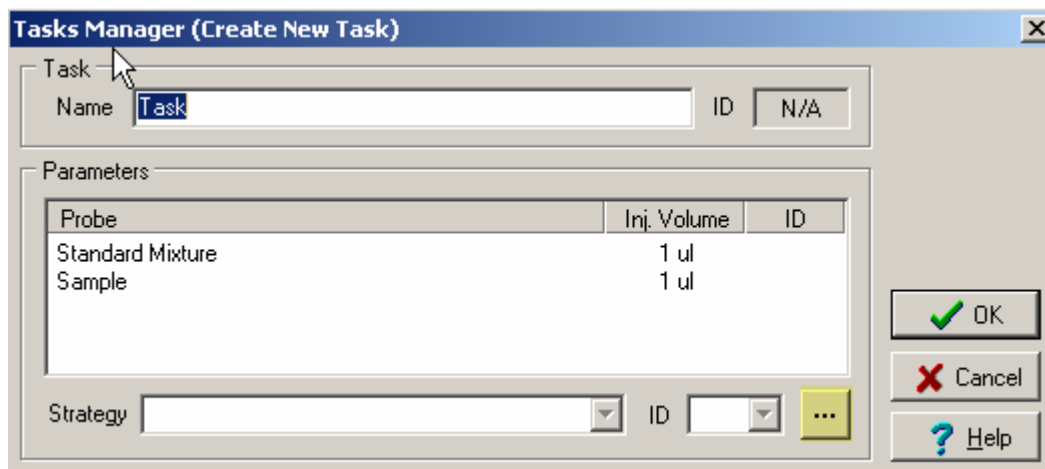 Tasks Manager (Create New Task)
Task
Name Task ID N/A
Parameters
Probe Inj. Volume ID
Standard Mixture 1 ul
Sample 1 ul
Strategy ID ...
OK
Cancel
? Help